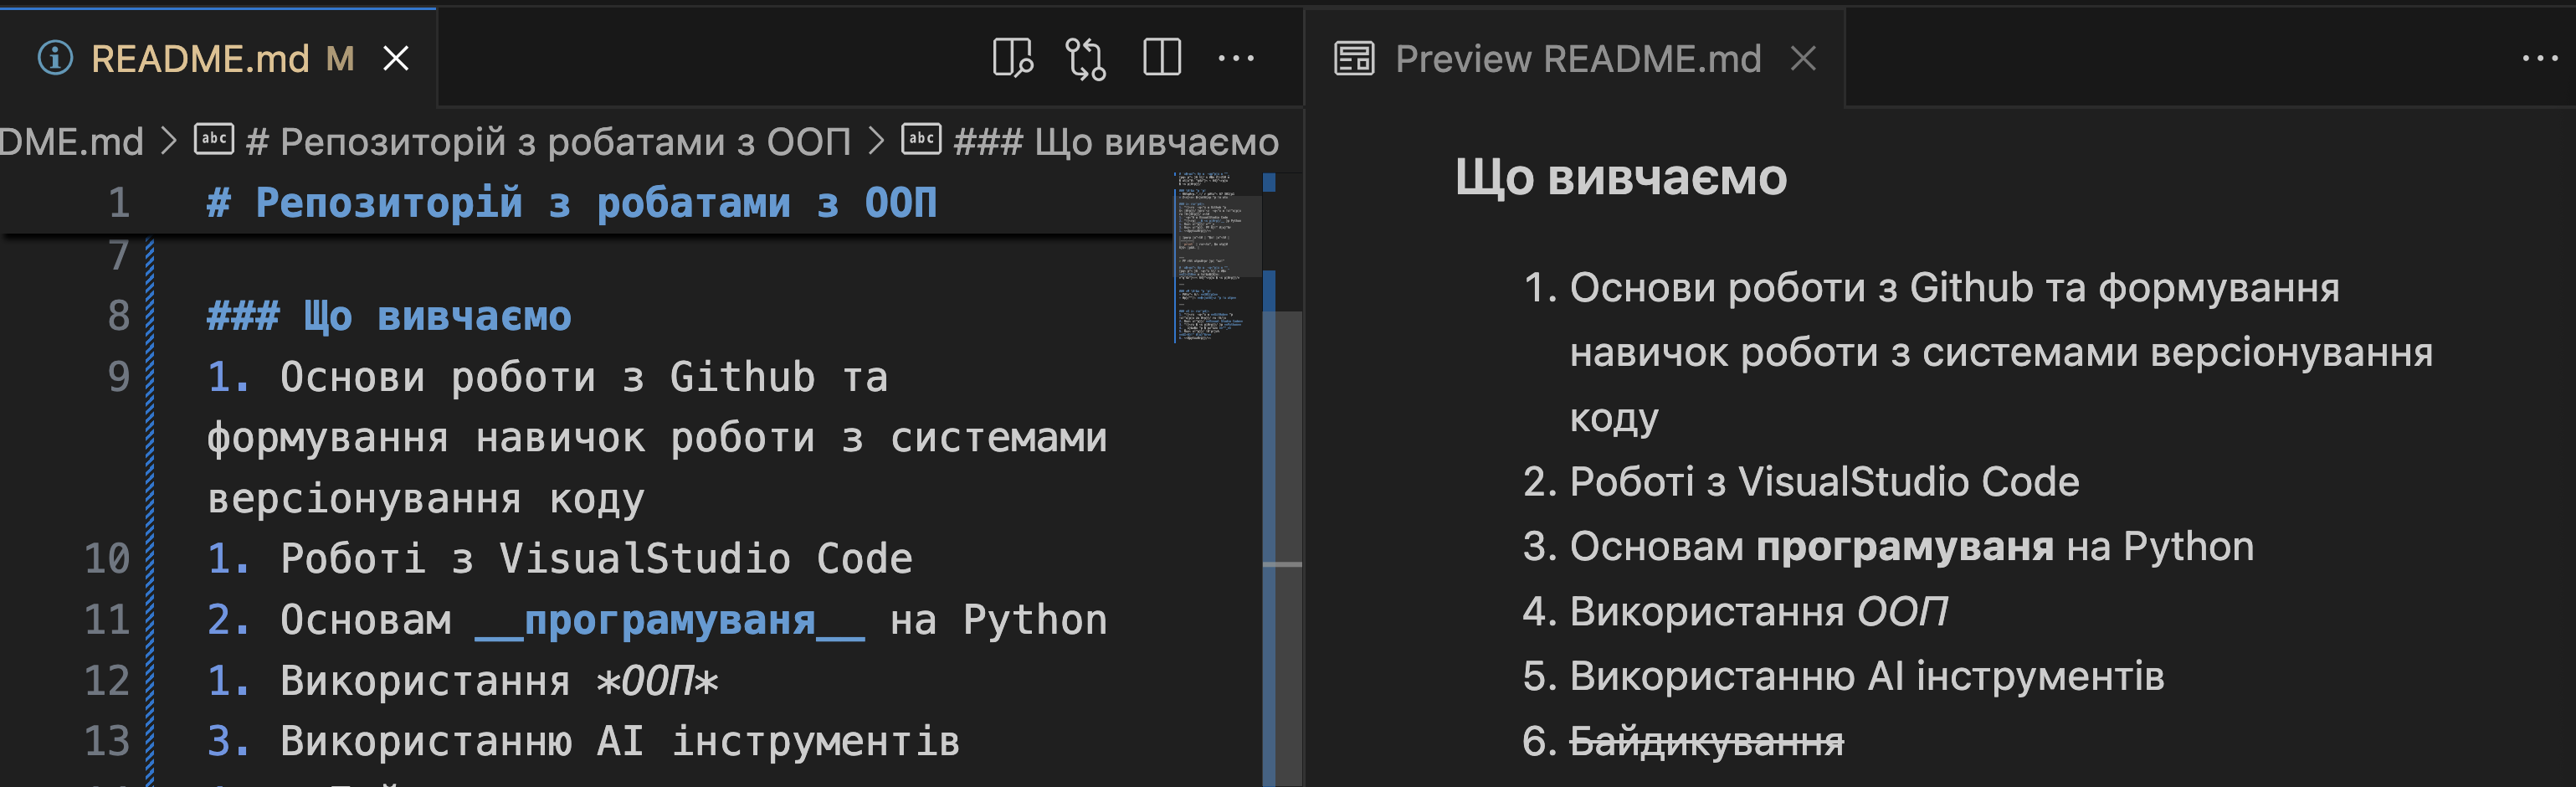 README.md M
Preview README.md
DME.md > # Репозиторій з робатами з ООП > ### Що вивчаємо
1 # Репозиторій з робатами з ООП
7
8 ### Що вивчаємо
9 1. Основи роботи з Github та
формування навичок роботи з системами
версіонування коду
10 1. Роботі з VisualStudio Code
11 2. Основам __програмуваня__ на Python
12 1. Використання *ООП*
13 3. Використанню AI інструментів
Що вивчаємо
1. Основи роботи з Github та формування
навичок роботи з системами версіонування
коду
2. Роботі з VisualStudio Code
3. Основам програмуваня на Python
4. Використання ООП
5. Використанню AI інструментів
6. Байдикування